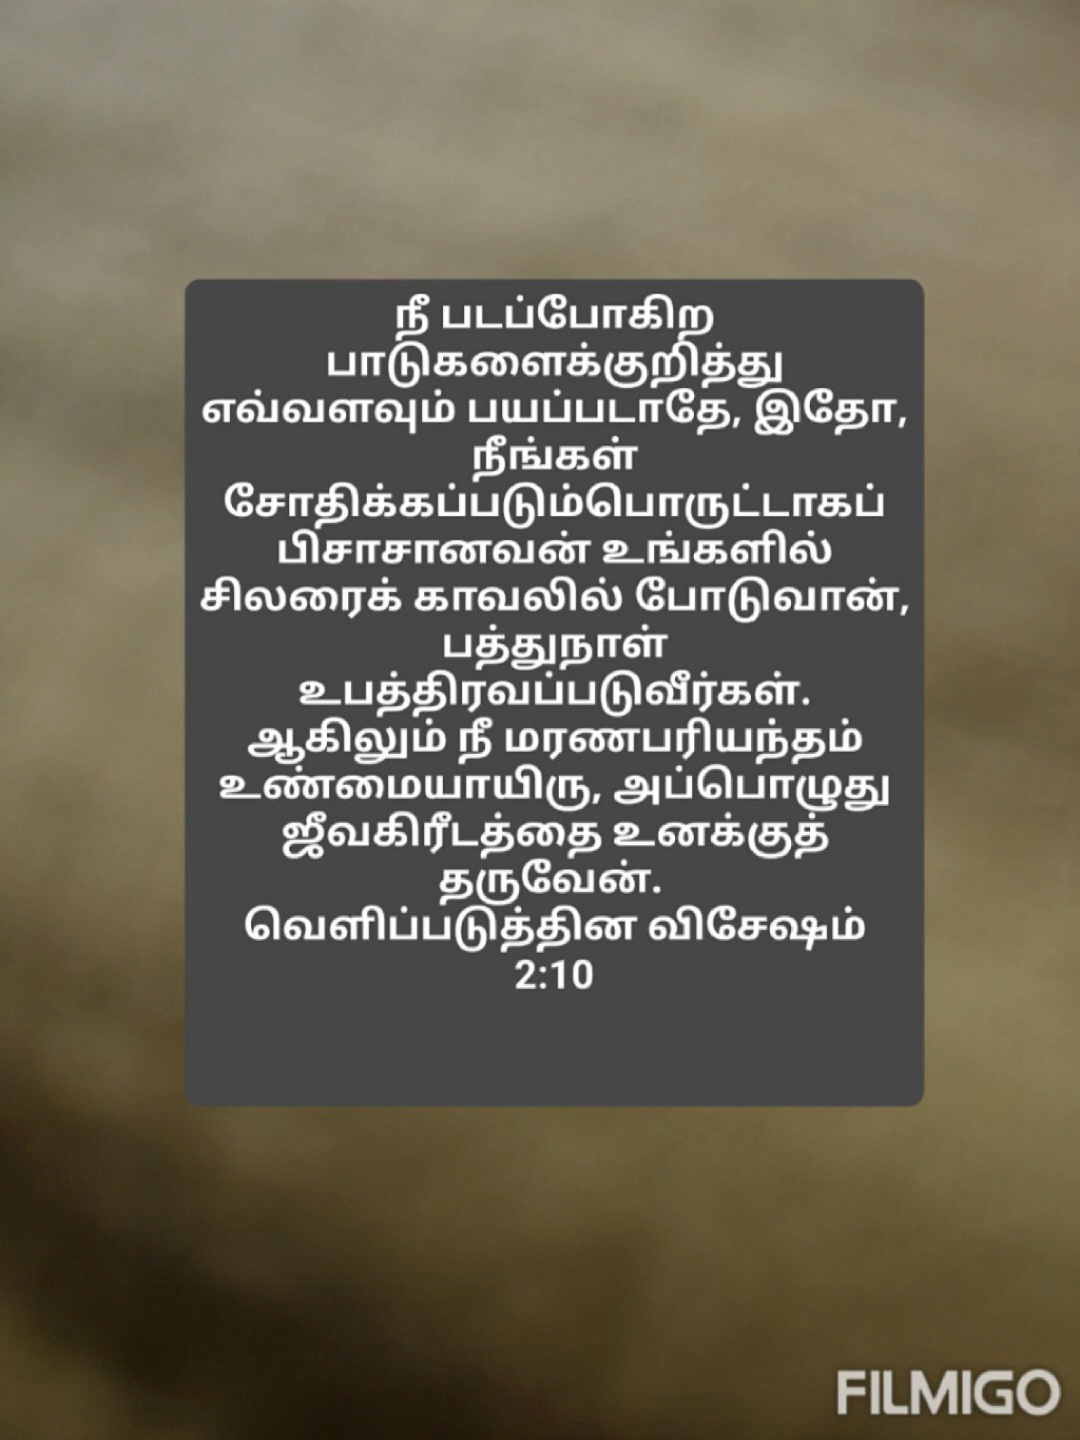 நீ படப்போகிற
பாடுகளைக்குறித்து
எவ்வளவும் பயப்படாதே, இதோ,
நீங்கள்
சோதிக்கப்படும்பொருட்டாகப்
பிசாசானவன் உங்களில்
சிலரைக் காவலில் போடுவான்,
பத்துநாள்
உபத்திரவப்படுவீர்கள்.
ஆகிலும் நீ மரணபரியந்தம்
உண்மையாயிரு, அப்பொழுது
ஜீவகிரீடத்தை உனக்குத்
தருவேன்.
வெளிப்படுத்தின விசேஷம்
2:10
FILMIGO